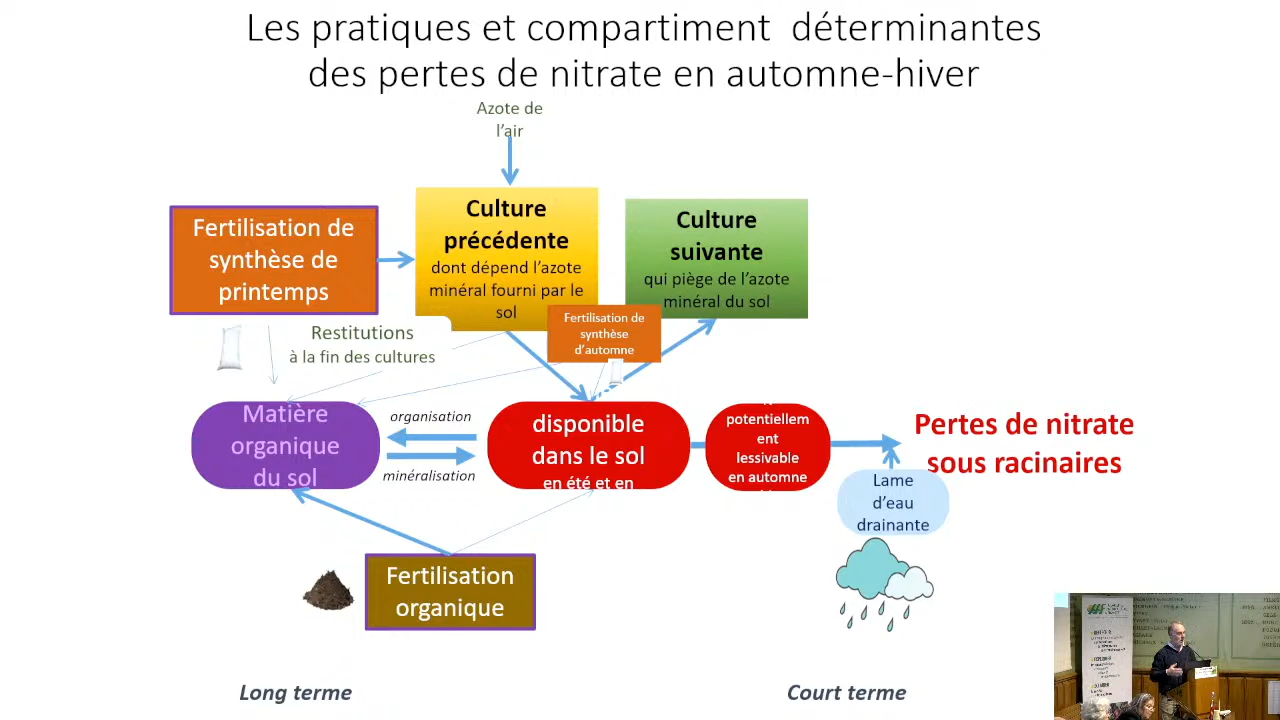 Les pratiques et compartiment déterminantes
des pertes de nitrate en automne-hiver
Azote de
l'air
Fertilisation de
synthèse de
printemps
Culture
précédente
dont dépend l'azote
minéral fourni par le
sol
Culture
suivante
qui piège de l'azote
minéral du sol
Fertilisation de
synthèse
d'automne
Restitutions
à la fin des cultures
Matière
organique
du sol
organisation
minéralisation
disponible
dans le sol
en été et en
potentiellem
ent
lessivable
en automne
Pertes de nitrate
sous racinaires
Lame
d'eau
drainante
Fertilisation
organique
Long terme
Court terme